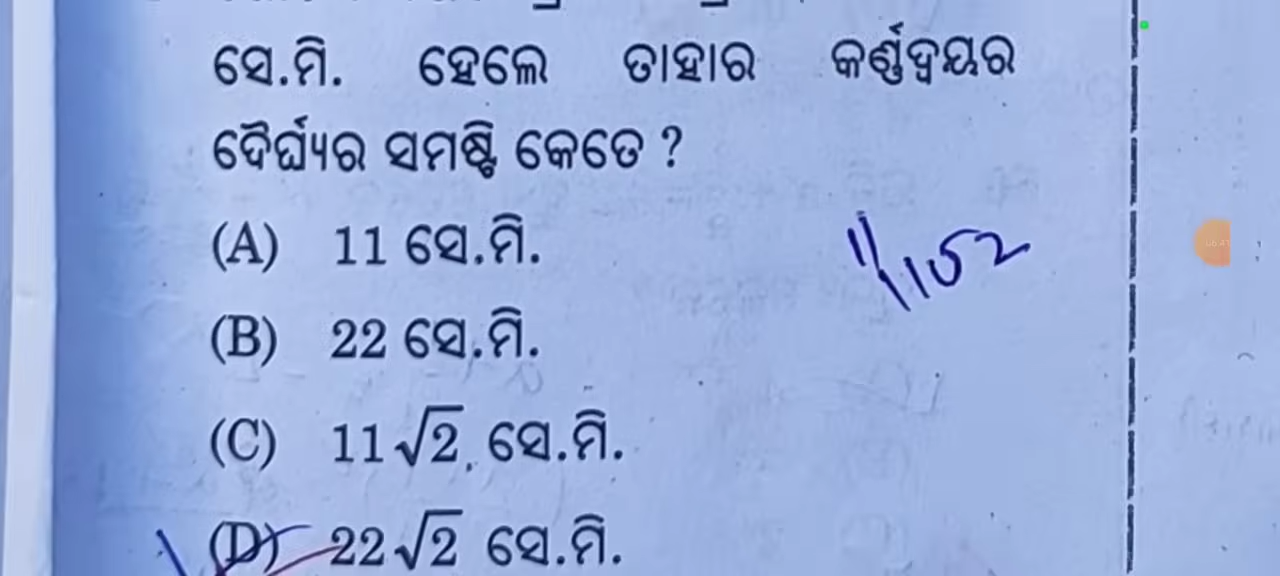 ସେ.ମି. ହେଲେ ତାହାର କର୍ଣ୍ଣଦ୍ୱୟର
ଦୈର୍ଘ୍ୟର ସମଷ୍ଟି କେତେ ?
(A) 11 ସେ.ମି.
(B) 22 ସେ.ମି.
(C) 11√2 ସେ.ମି.
(D) 22√2 ସେ.ମି.